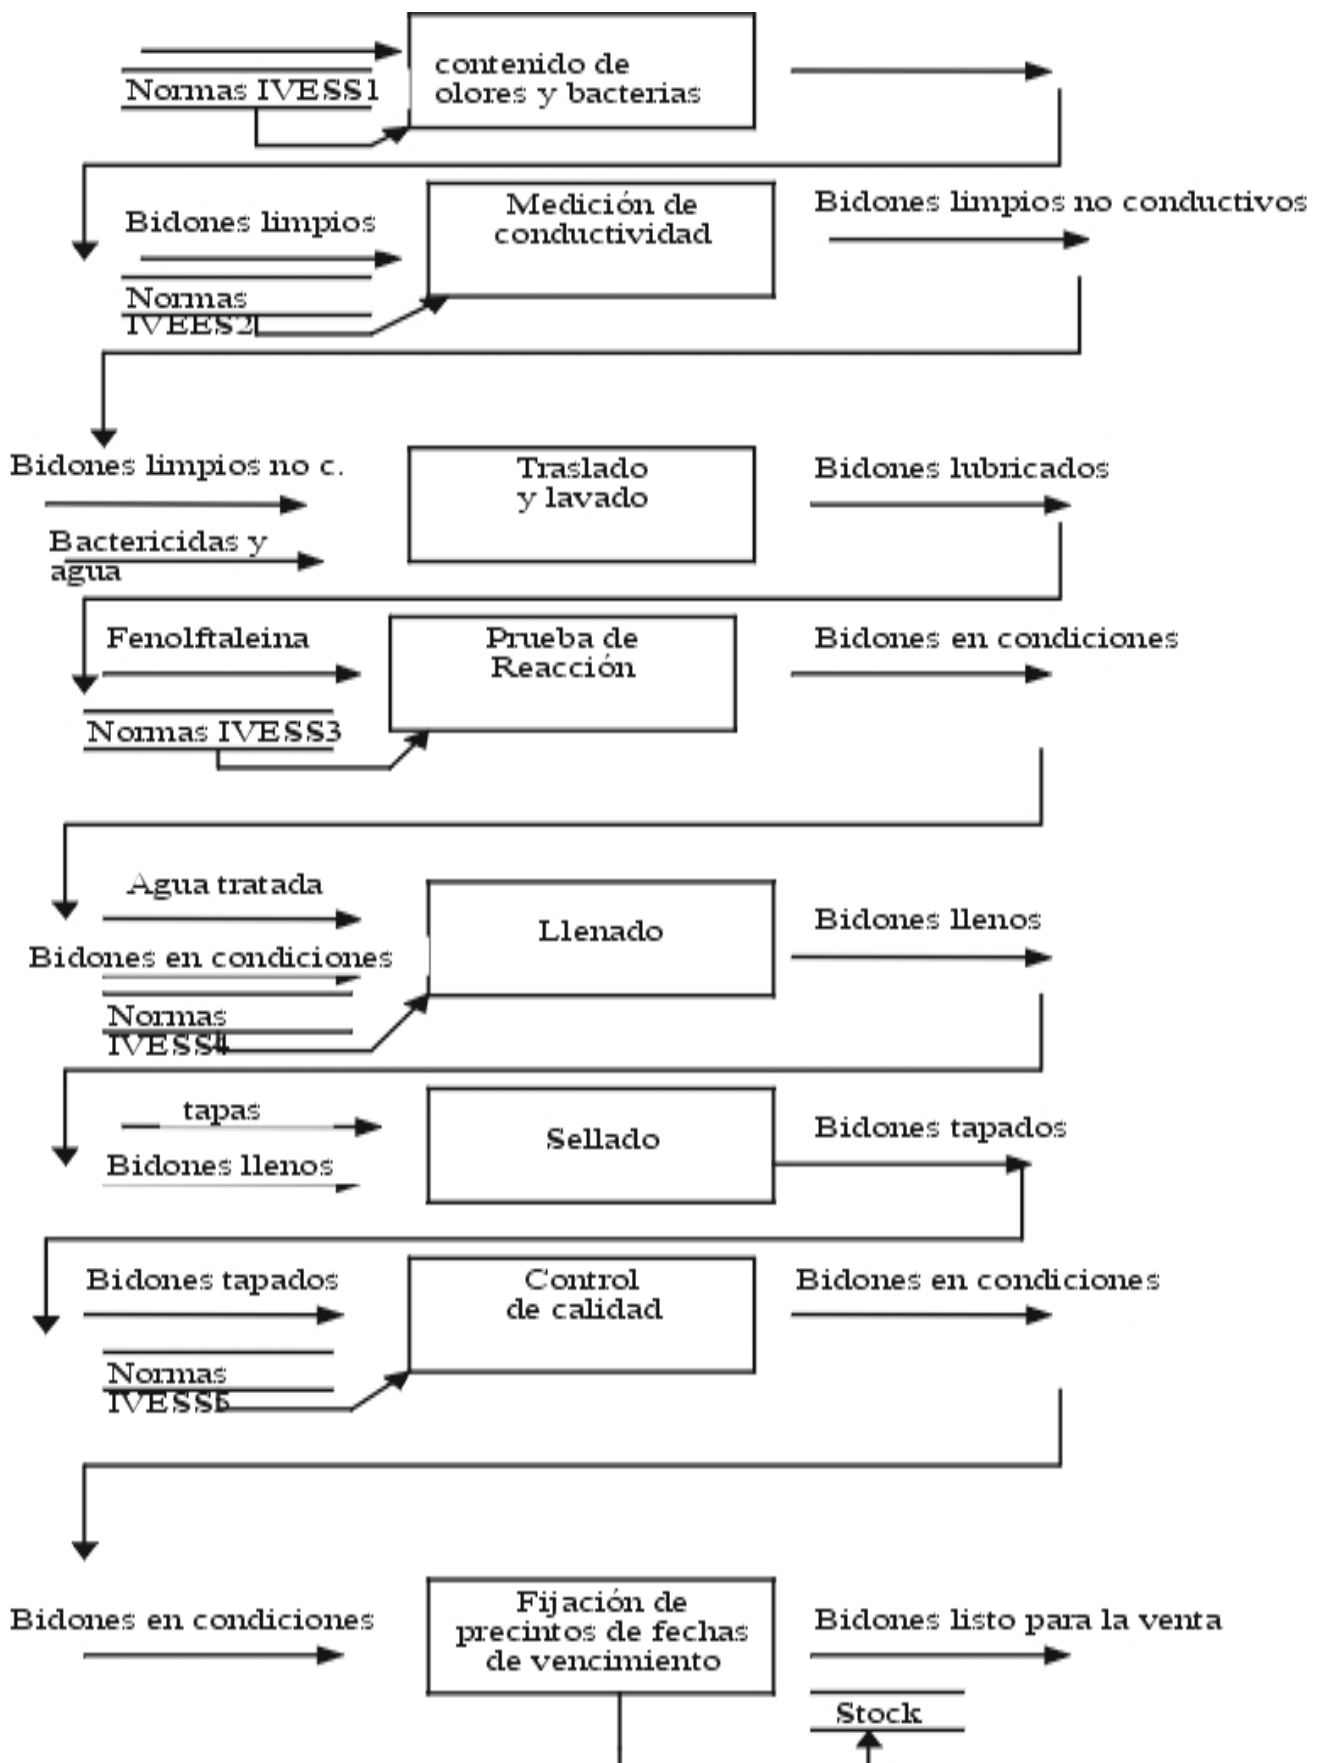 contenido de
olores y bacterias
Normas IVESS1
Bidones limpios
Medición de
conductividad
Bidones limpios no conductivos
Normas
IVEES2
Bidones limpios no c.
Traslado
y lavado
Bidones lubricados
Bactericidas y
agua
Fenolftaleina
Prueba de
Reacción
Bidones en condiciones
Normas IVESS3
Agua tratada
Llenado
Bidones llenos
Bidones en condiciones
Normas
IVESS4
tapas
Sellado
Bidones tapados
Bidones llenos
Bidones tapados
Control
de calidad
Bidones en condiciones
Normas
IVESS5
Bidones en condiciones
Fijación de
precintos de fechas
de vencimiento
Bidones listo para la venta
Stock